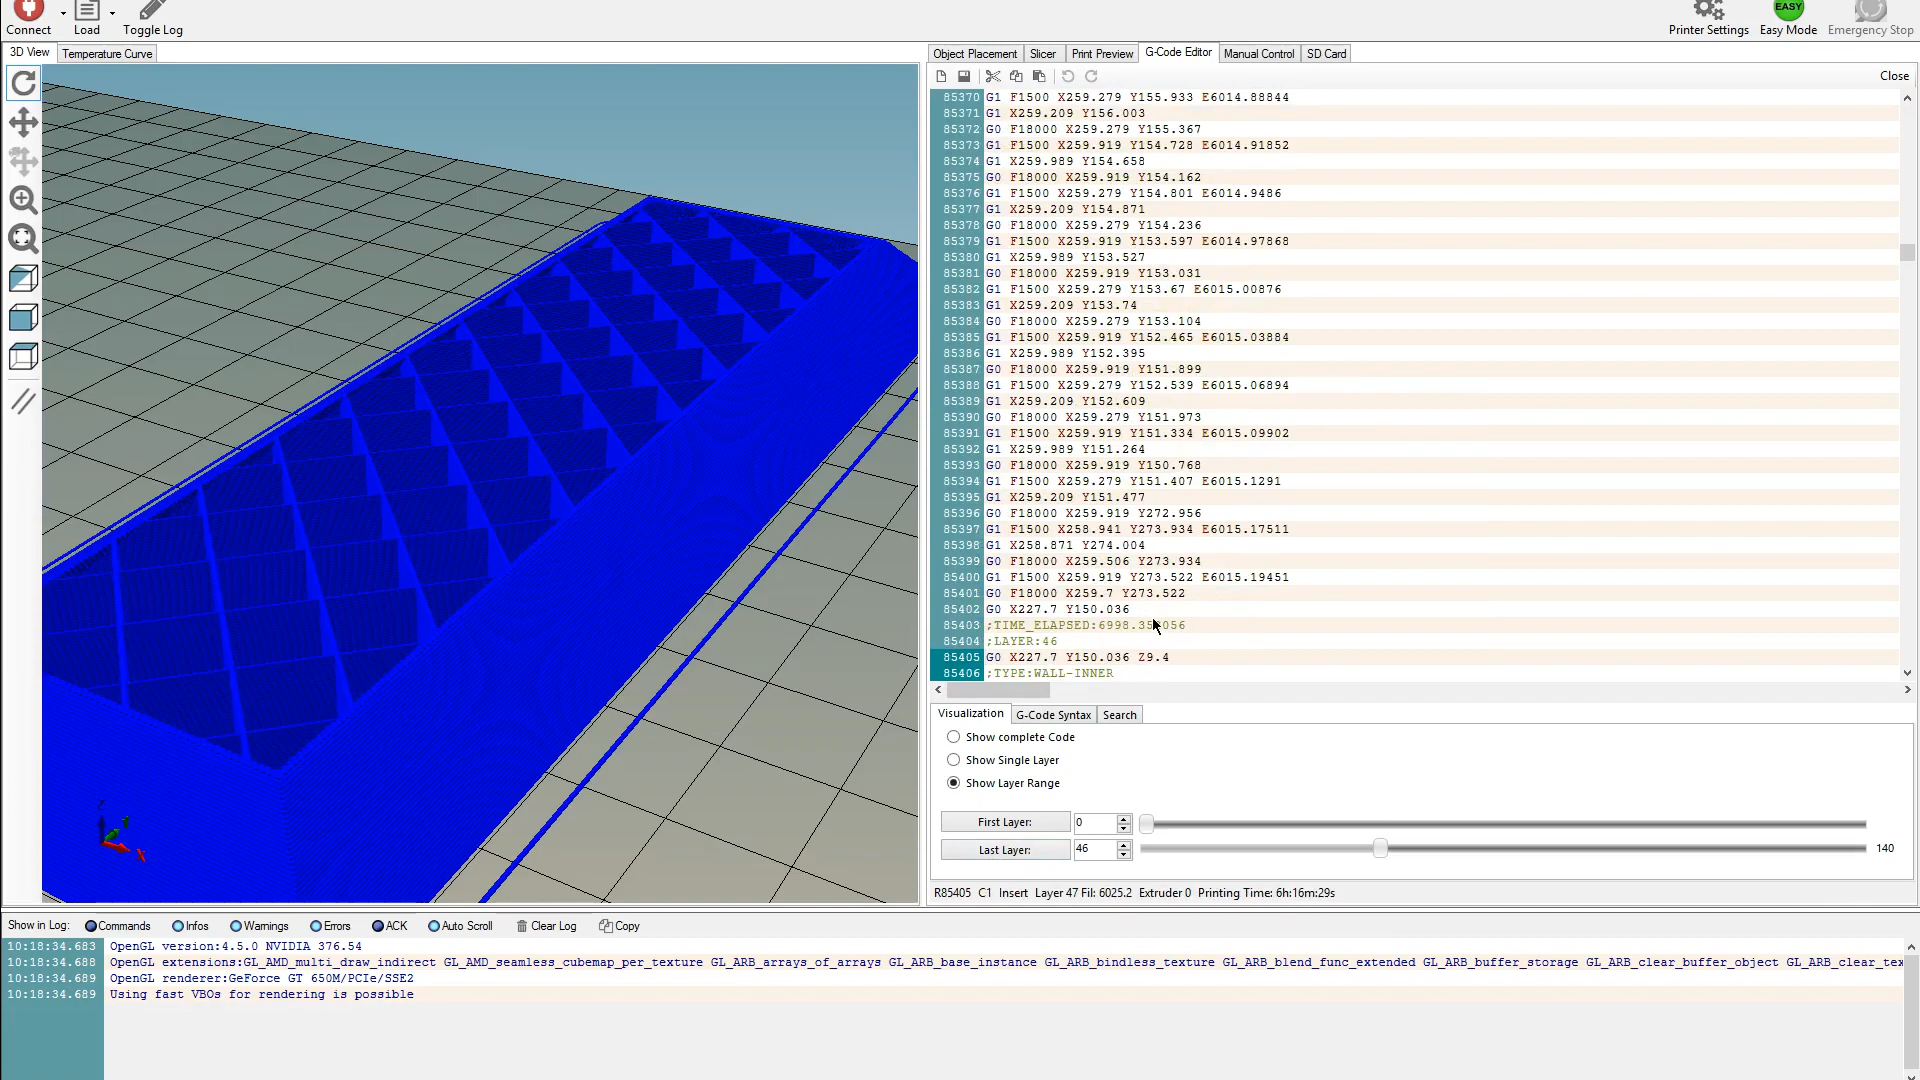 Connect Load Toggle Log Printer Settings EASY Easy Mode Emergency Stop
3D View Temperature Curve
Object Placement Slicer Print Preview G-Code Editor Manual Control SD Card
Close
85370 G1 F1500 X259.279 Y155.933 E6014.88844
85371 G1 X259.209 Y156.003
85372 G0 F18000 X259.279 Y155.367
85373 G1 F1500 X259.919 Y154.728 E6014.91852
85374 G1 X259.989 Y154.658
85375 G0 F18000 X259.919 Y154.162
85376 G1 F1500 X259.279 Y154.801 E6014.9486
85377 G1 X259.209 Y154.871
85378 G0 F18000 X259.279 Y154.236
85379 G1 F1500 X259.919 Y153.597 E6014.97868
85380 G1 X259.989 Y153.527
85381 G0 F18000 X259.919 Y153.031
85382 G1 F1500 X259.279 Y153.67 E6015.00876
85383 G1 X259.209 Y153.74
85384 G0 F18000 X259.279 Y153.104
85385 G1 F1500 X259.919 Y152.465 E6015.03884
85386 G1 X259.989 Y152.395
85387 G0 F18000 X259.919 Y151.899
85388 G1 F1500 X259.279 Y152.539 E6015.06894
85389 G1 X259.209 Y152.609
85390 G0 F18000 X259.279 Y151.973
85391 G1 F1500 X259.919 Y151.334 E6015.09902
85392 G1 X259.989 Y151.264
85393 G0 F18000 X259.919 Y150.768
85394 G1 F1500 X259.279 Y151.407 E6015.1291
85395 G1 X259.209 Y151.477
85396 G0 F18000 X259.919 Y272.956
85397 G1 F1500 X258.941 Y273.934 E6015.17511
85398 G1 X258.871 Y274.004
85399 G0 F18000 X259.506 Y273.934
85400 G1 F1500 X259.919 Y273.522 E6015.19451
85401 G0 F18000 X259.7 Y273.522
85402 G0 X227.7 Y150.036
85403
85404 ;LAYER:46
85405 G0 X227.7 Y150.036 Z9.4
85406 ;TYPE:WALL-INNER
Visualization G-Code Syntax Search
Show complete Code
Show Single Layer
Show Layer Range
First Layer: 0
Last Layer: 46 140
R85405 C1 Insert Layer 47 Fil: 6025.2 Extruder 0 Printing Time: 6h:16m:29s
Z Y X
Show in Log: Commands Infos Warnings Errors ACK Auto Scroll Clear Log Copy
10:18:34.683 OpenGL version:4.5.0 NVIDIA 376.54
10:18:34.688 OpenGL extensions:GL_AMD_multi_draw_indirect GL_AMD_seamless_cubemap_per_texture GL_ARB_arrays_of_arrays GL_ARB_base_instance GL_ARB_bindless_texture GL_ARB_blend_func_extended GL_ARB_buffer_storage GL_ARB_clear_buffer_object GL_ARB_clear_tex
10:18:34.689 OpenGL renderer:GeForce GT 650M/PCIe/SSE2
10:18:34.689 Using fast VBOs for rendering is possible